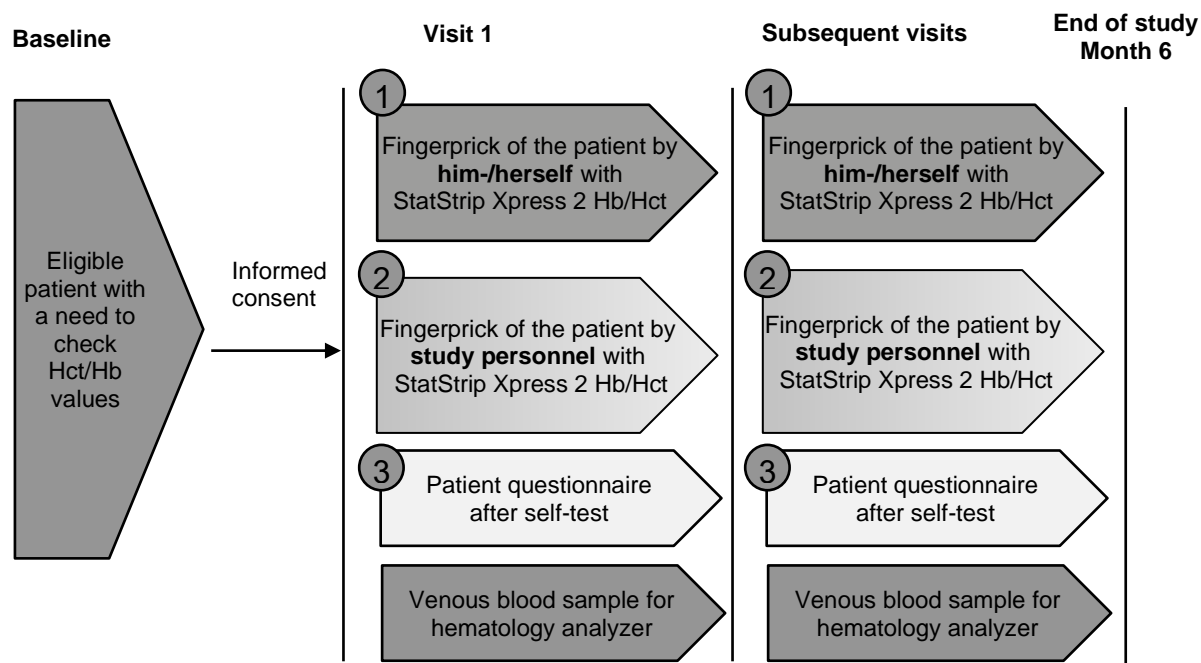 Baseline
Visit 1
Subsequent visits
End of study
Month 6
Eligible
patient with
a need to
check
Hct/Hb
values
Informed
consent
1
Fingerprick of the patient by
him-/herself with
StatStrip Xpress 2 Hb/Hct
2
Fingerprick of the patient by
study personnel with
StatStrip Xpress 2 Hb/Hct
3
Patient questionnaire
after self-test
Venous blood sample for
hematology analyzer
1
Fingerprick of the patient by
him-/herself with
StatStrip Xpress 2 Hb/Hct
2
Fingerprick of the patient by
study personnel with
StatStrip Xpress 2 Hb/Hct
3
Patient questionnaire
after self-test
Venous blood sample for
hematology analyzer